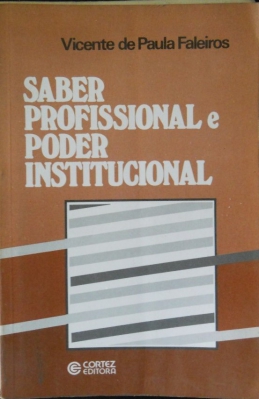 Vicente de Paula Faleiros
SABER
PROFISSIONAL e
PODER
INSTITUCIONAL
CORTEZ
EDITORA